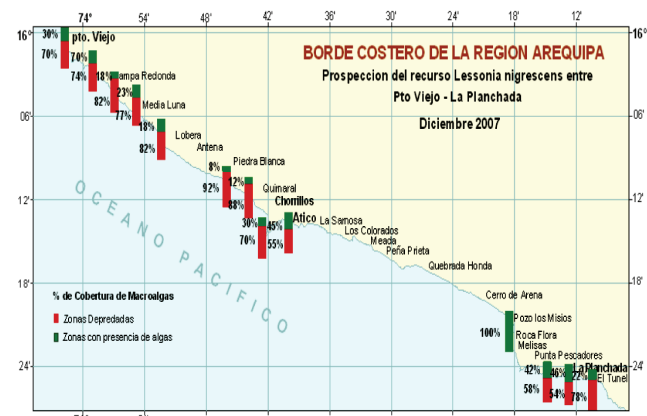 74° 54' 48' 42' 36' 30' 24' 18' 12'
16° 16°
BORDE COSTERO DE LA REGION AREQUIPA
Prospeccion del recurso Lessonia nigrescens entre
Pto Viejo - La Planchada
Diciembre 2007
30% pto. Viejo
70% 70%
74% 18% ampa Redonda
82% 23%
77% Media Luna
06' 06'
18% Lobera
82% Antena
8% Piedra Blanca
92% 12% Quinaral
88% Chorrillos
12' 12'
30% 45% Atico La Samosa
70% 55% Los Colorados
Meada
Peña Prieta
Quebrada Honda
18' 18'
OCEANO PACIFICO
% de Cobertura de Macroalgas
Zonas Depredadas
Zonas con presencia de algas
Cerro de Arena
Pozo los Misios
100% Roca Flora
Melisas
Punta Pescadores
24' 24'
42% 46% 22% La Planchada
El Tunel
58% 54% 78%